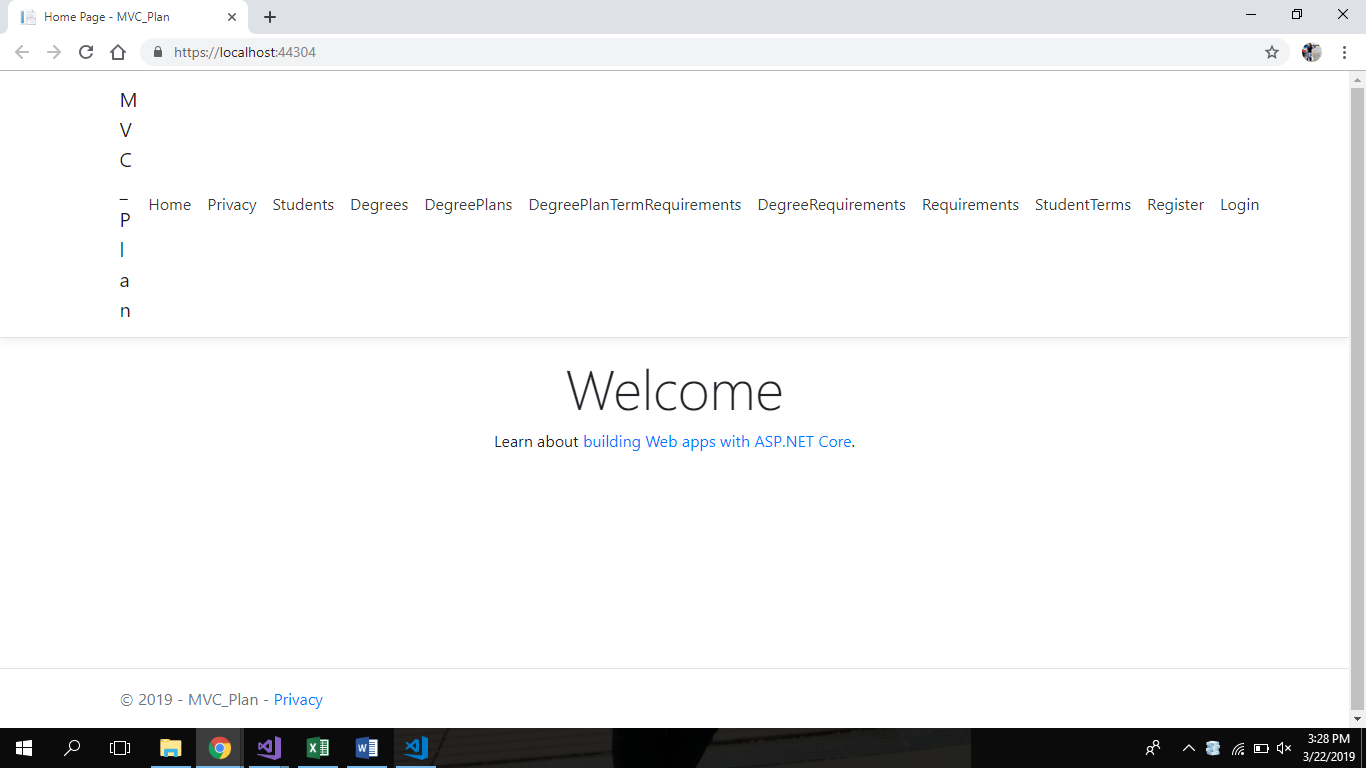 Home Page - MVC_Plan
https://localhost:44304
M
V
C
_
P
l
a
n
Home Privacy Students Degrees DegreePlans DegreePlanTermRequirements DegreeRequirements Requirements StudentTerms Register Login
Welcome
Learn about building Web apps with ASP.NET Core.
© 2019 - MVC_Plan - Privacy
3:28 PM
3/22/2019